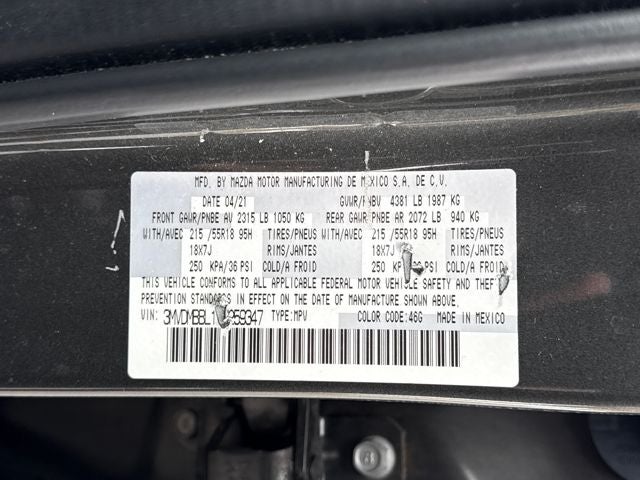 MFD. BY MAZDA MOTOR MANUFACTURING DE MEXICO S.A. DE C.V.
DATE 04/21 GVWR/PNBV 4381 LB 1987 KG
FRONT GAWR/PNBE AV 2315 LB 1050 KG REAR GAWR/PNBE AR 2072 LB 940 KG
WITH/AVEC 215 /55R18 95H TIRES/PNEUS WITH/AVEC 215 /55R18 95H TIRES/PNEUS
18X7J RIMS/JANTES 18X7J RIMS/JANTES
250 KPA/36 PSI COLD/A FROID 250 PSI COLD/A FROID
THIS VEHICLE CONFORMS TO ALL APPLICABLE FEDERAL MOTOR VEHICLE SAFETY AND THEFT
PREVENTION STANDARDS IN EFFECT ON THE DATE OF MANUFACTURE SHOWN ABOVE.
VIN: TYPE:MPV COLOR CODE:46G MADE IN MEXICO